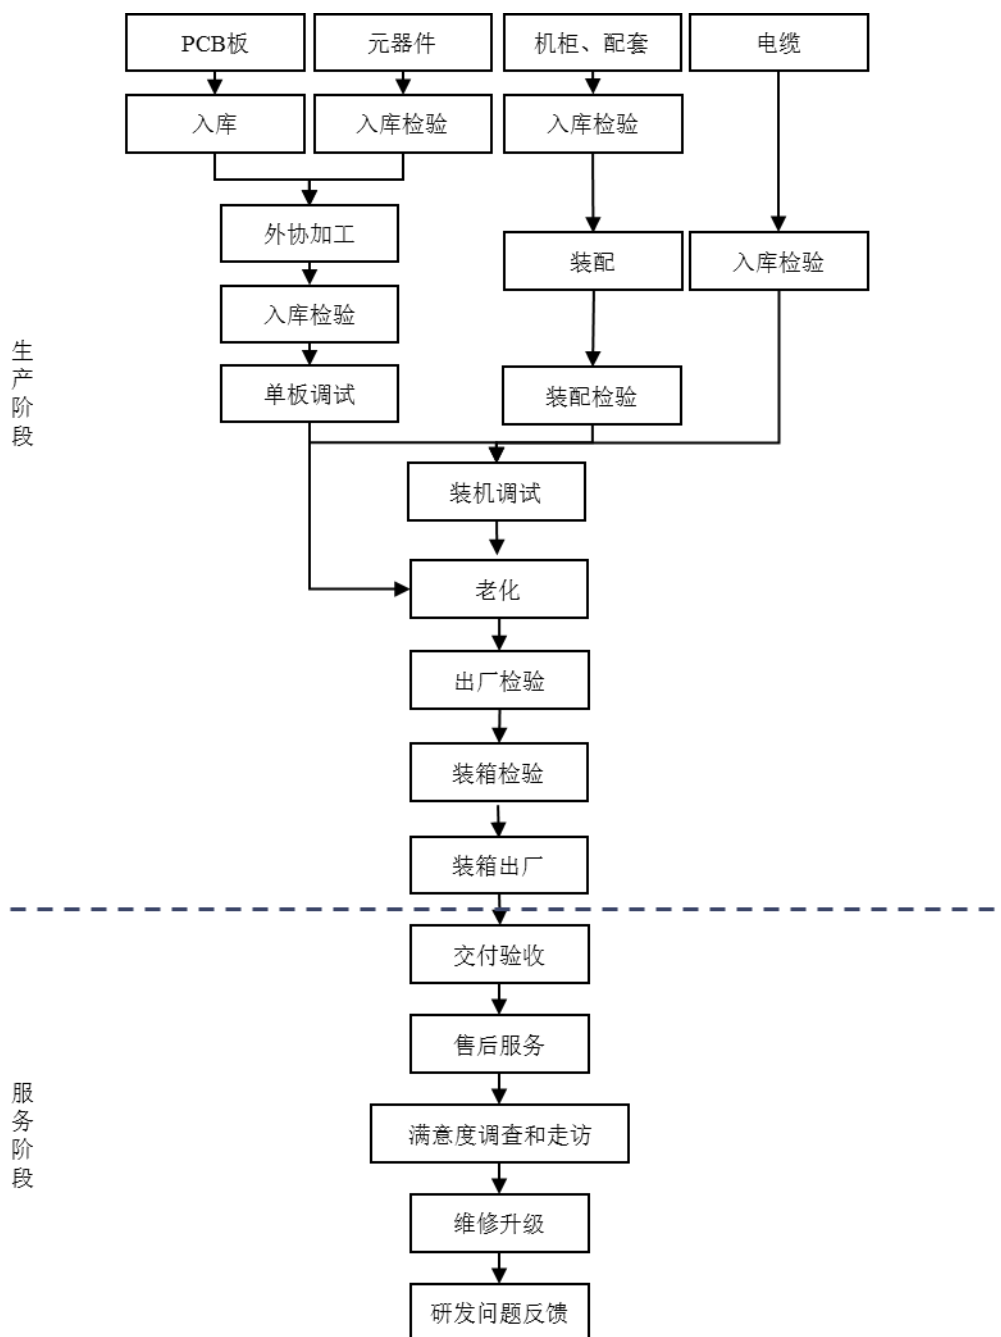 PCB板
元器件
机柜、配套
电缆
入库
入库检验
入库检验
外协加工
装配
入库检验
入库检验
生产阶段
单板调试
装配检验
装机调试
老化
出厂检验
装箱检验
装箱出厂
交付验收
售后服务
服务阶段
满意度调查和走访
维修升级
研发问题反馈